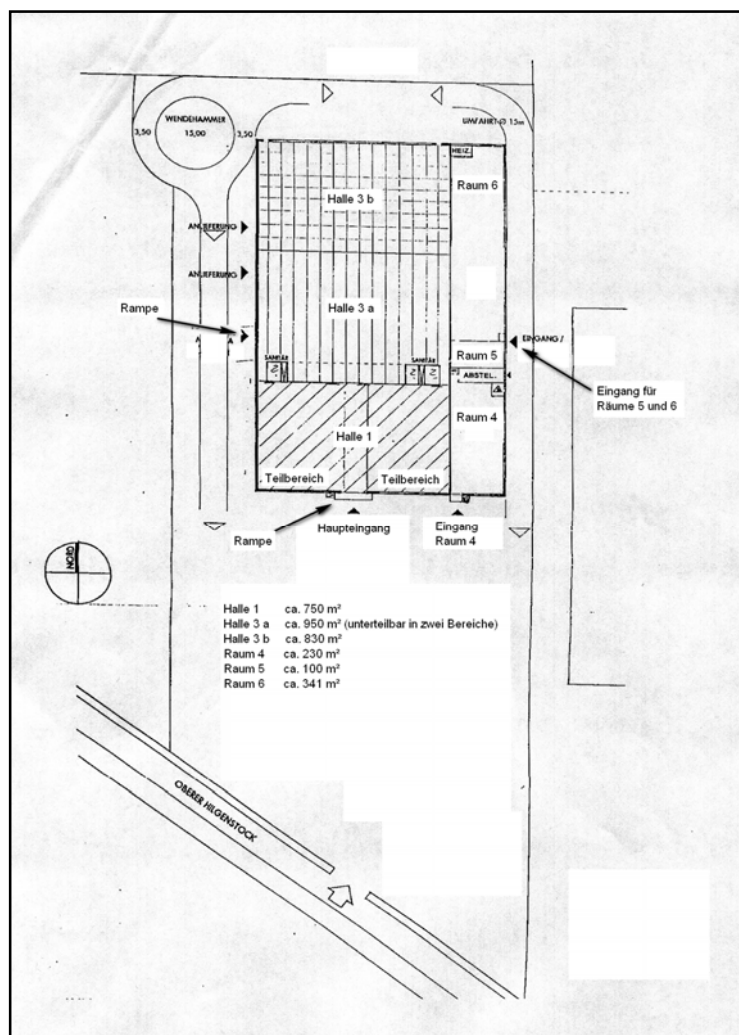 WENDEHAMMER
15,00
3,50
3,50
UMFAHRT Ø 15m
HEIZ.
Raum 6
Halle 3 b
ANLIEFERUNG
ANLIEFERUNG
Halle 3 a
Rampe
EINGANG /
SANITÄR
SANITÄR
Raum 5
ABSTEL.
Eingang für
Räume 5 und 6
Raum 4
Halle 1
Teilbereich
Teilbereich
Rampe
Haupteingang
Eingang
Raum 4
NORD
Halle 1 ca. 750 m²
Halle 3 a ca. 950 m² (unterteilbar in zwei Bereiche)
Halle 3 b ca. 830 m²
Raum 4 ca. 230 m²
Raum 5 ca. 100 m²
Raum 6 ca. 341 m²
OBERER HILGENSTOCK